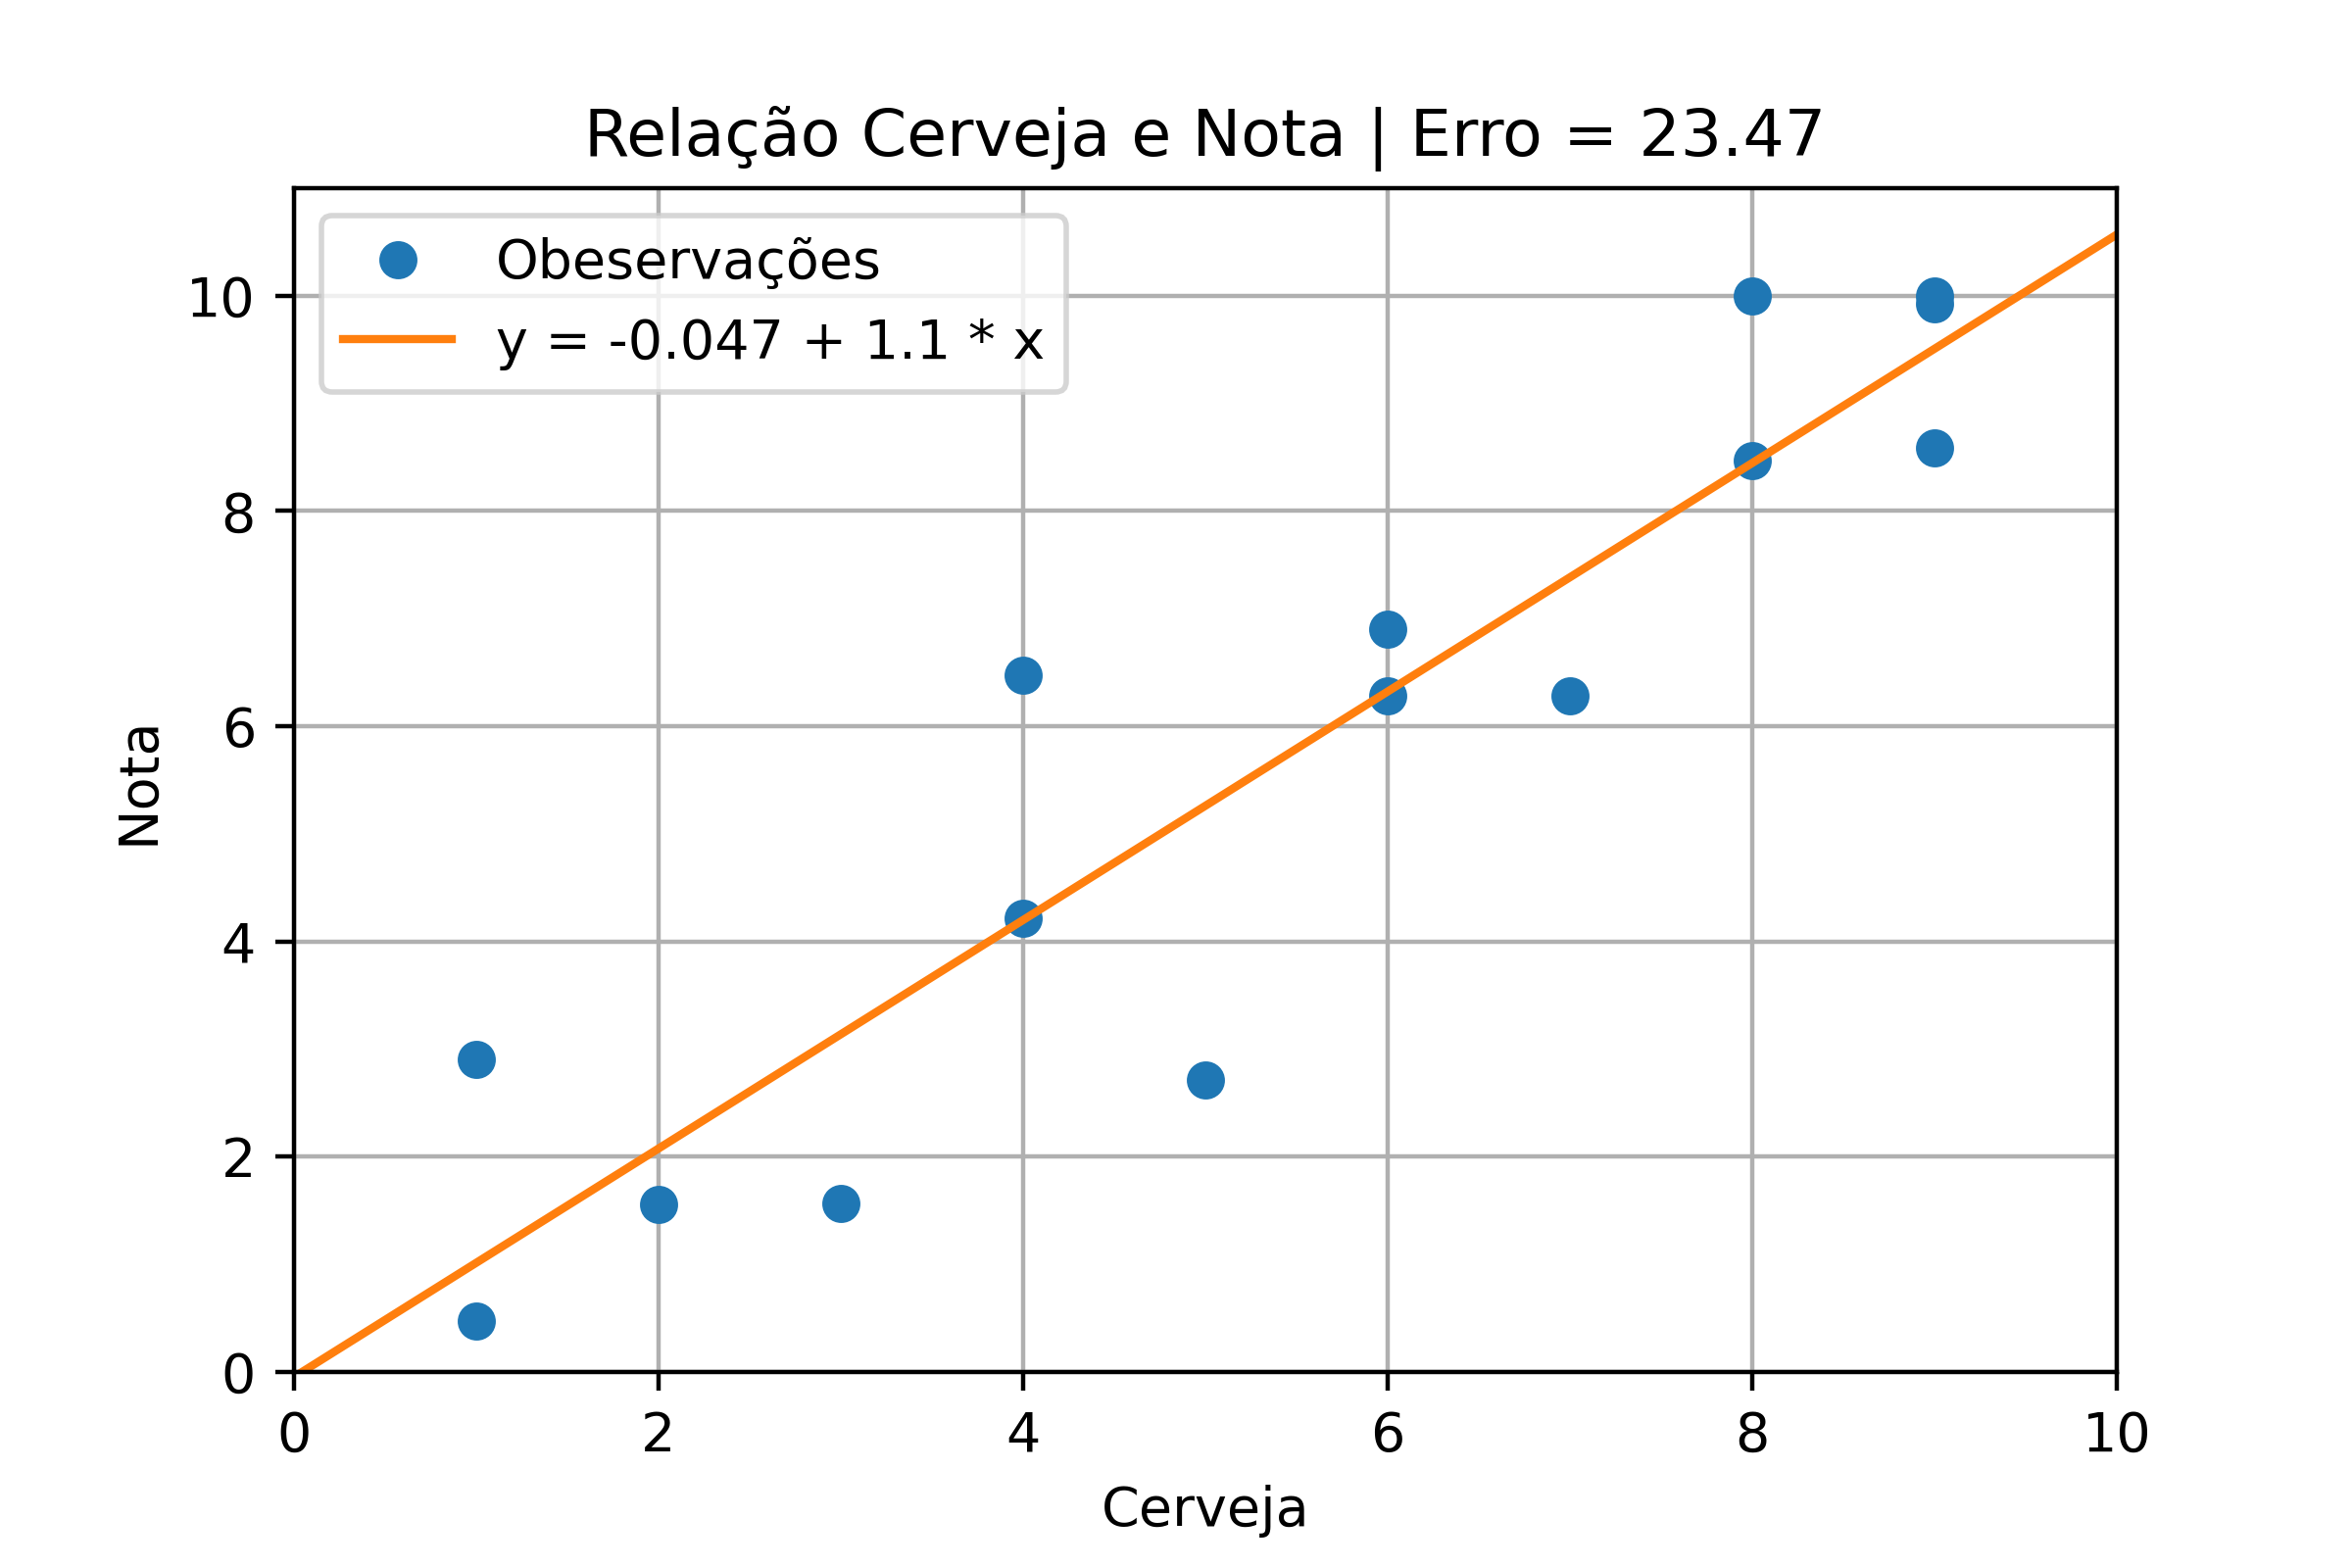 Relação Cerveja e Nota | Erro = 23.47
Obeservações
y = -0.047 + 1.1 * x
10
8
6
4
2
0
Nota
0 2 4 6 8 10
Cerveja